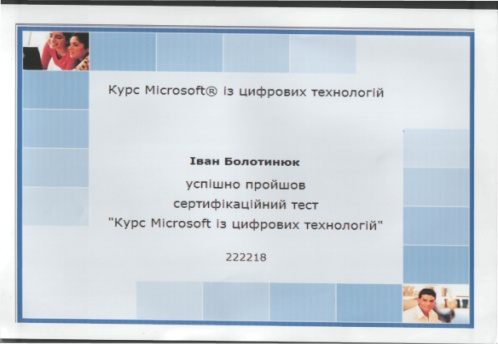 Курс Microsoft® із цифрових технологій
Іван Болотинюк
успішно пройшов
сертифікаційний тест
"Курс Microsoft із цифрових технологій"
222218